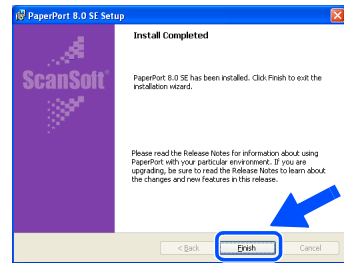 PaperPort 8.0 SE Setup
Install Completed
ScanSoft
PaperPort 8.0 SE has been installed. Click Finish to exit the
installation wizard.
Please read the Release Notes for information about using
PaperPort with your particular environment. If you are
upgrading, be sure to read the Release Notes to learn about
the changes and new features in this release.
< Back
Finish
Cancel